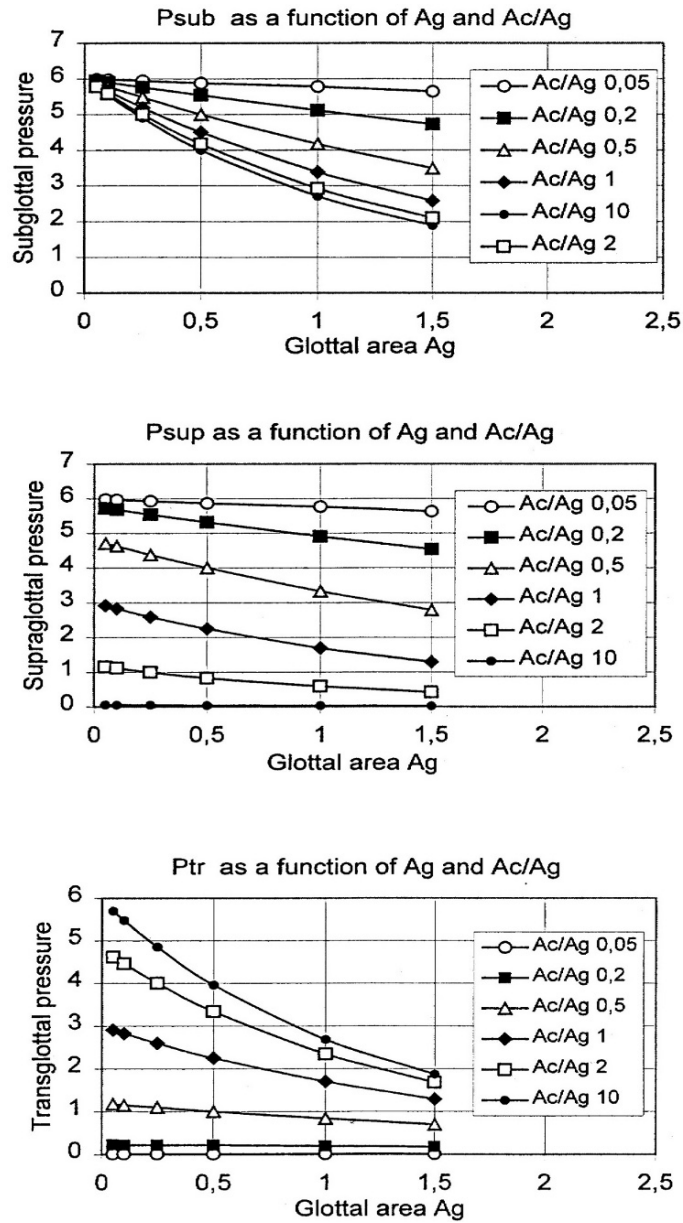 Psub as a function of Ag and Ac/Ag
7
6
5
4
3
2
1
0
Subglottal pressure
Ac/Ag 0,05
Ac/Ag 0,2
Ac/Ag 0,5
Ac/Ag 1
Ac/Ag 10
Ac/Ag 2
0 0,5 1 1,5 2 2,5
Glottal area Ag
Psup as a function of Ag and Ac/Ag
7
6
5
4
3
2
1
0
Supraglottal pressure
Ac/Ag 0,05
Ac/Ag 0,2
Ac/Ag 0,5
Ac/Ag 1
Ac/Ag 2
Ac/Ag 10
0 0,5 1 1,5 2 2,5
Glottal area Ag
Ptr as a function of Ag and Ac/Ag
6
5
4
3
2
1
0
Transglottal pressure
Ac/Ag 0,05
Ac/Ag 0,2
Ac/Ag 0,5
Ac/Ag 1
Ac/Ag 2
Ac/Ag 10
0 0,5 1 1,5 2 2,5
Glottal area Ag